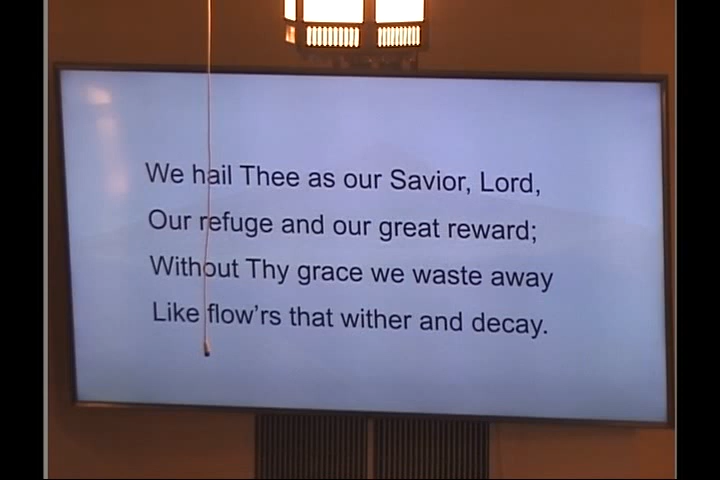 We hail Thee as our Savior, Lord,
Our refuge and our great reward;
Without Thy grace we waste away
Like flow’rs that wither and decay.